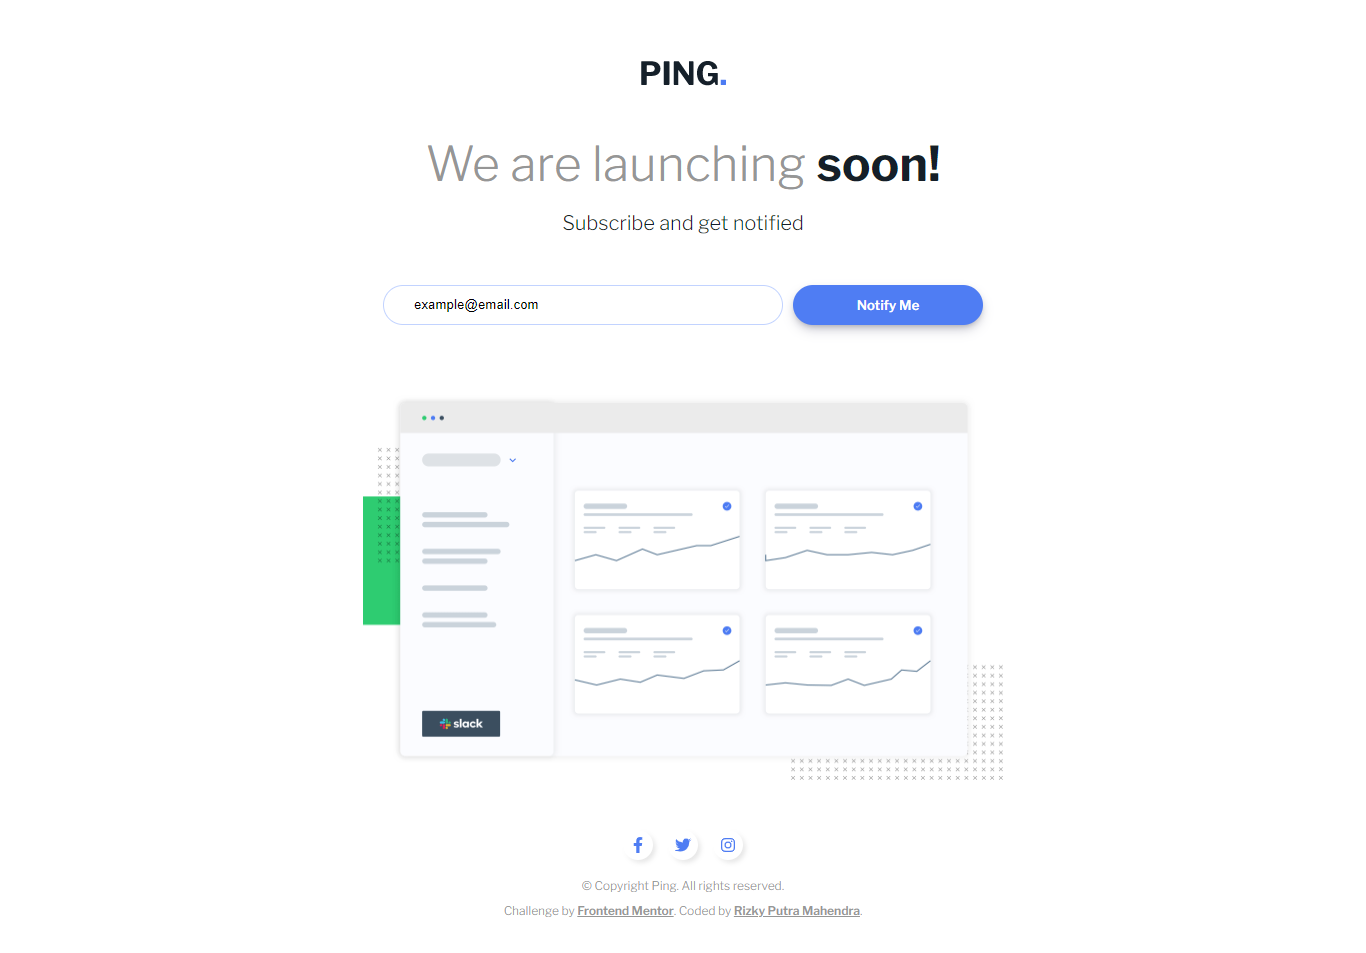 PING.
We are launching soon!
Subscribe and get notified
example@email.com
Notify Me
slack
© Copyright Ping. All rights reserved.
Challenge by Frontend Mentor. Coded by Rizky Putra Mahendra.